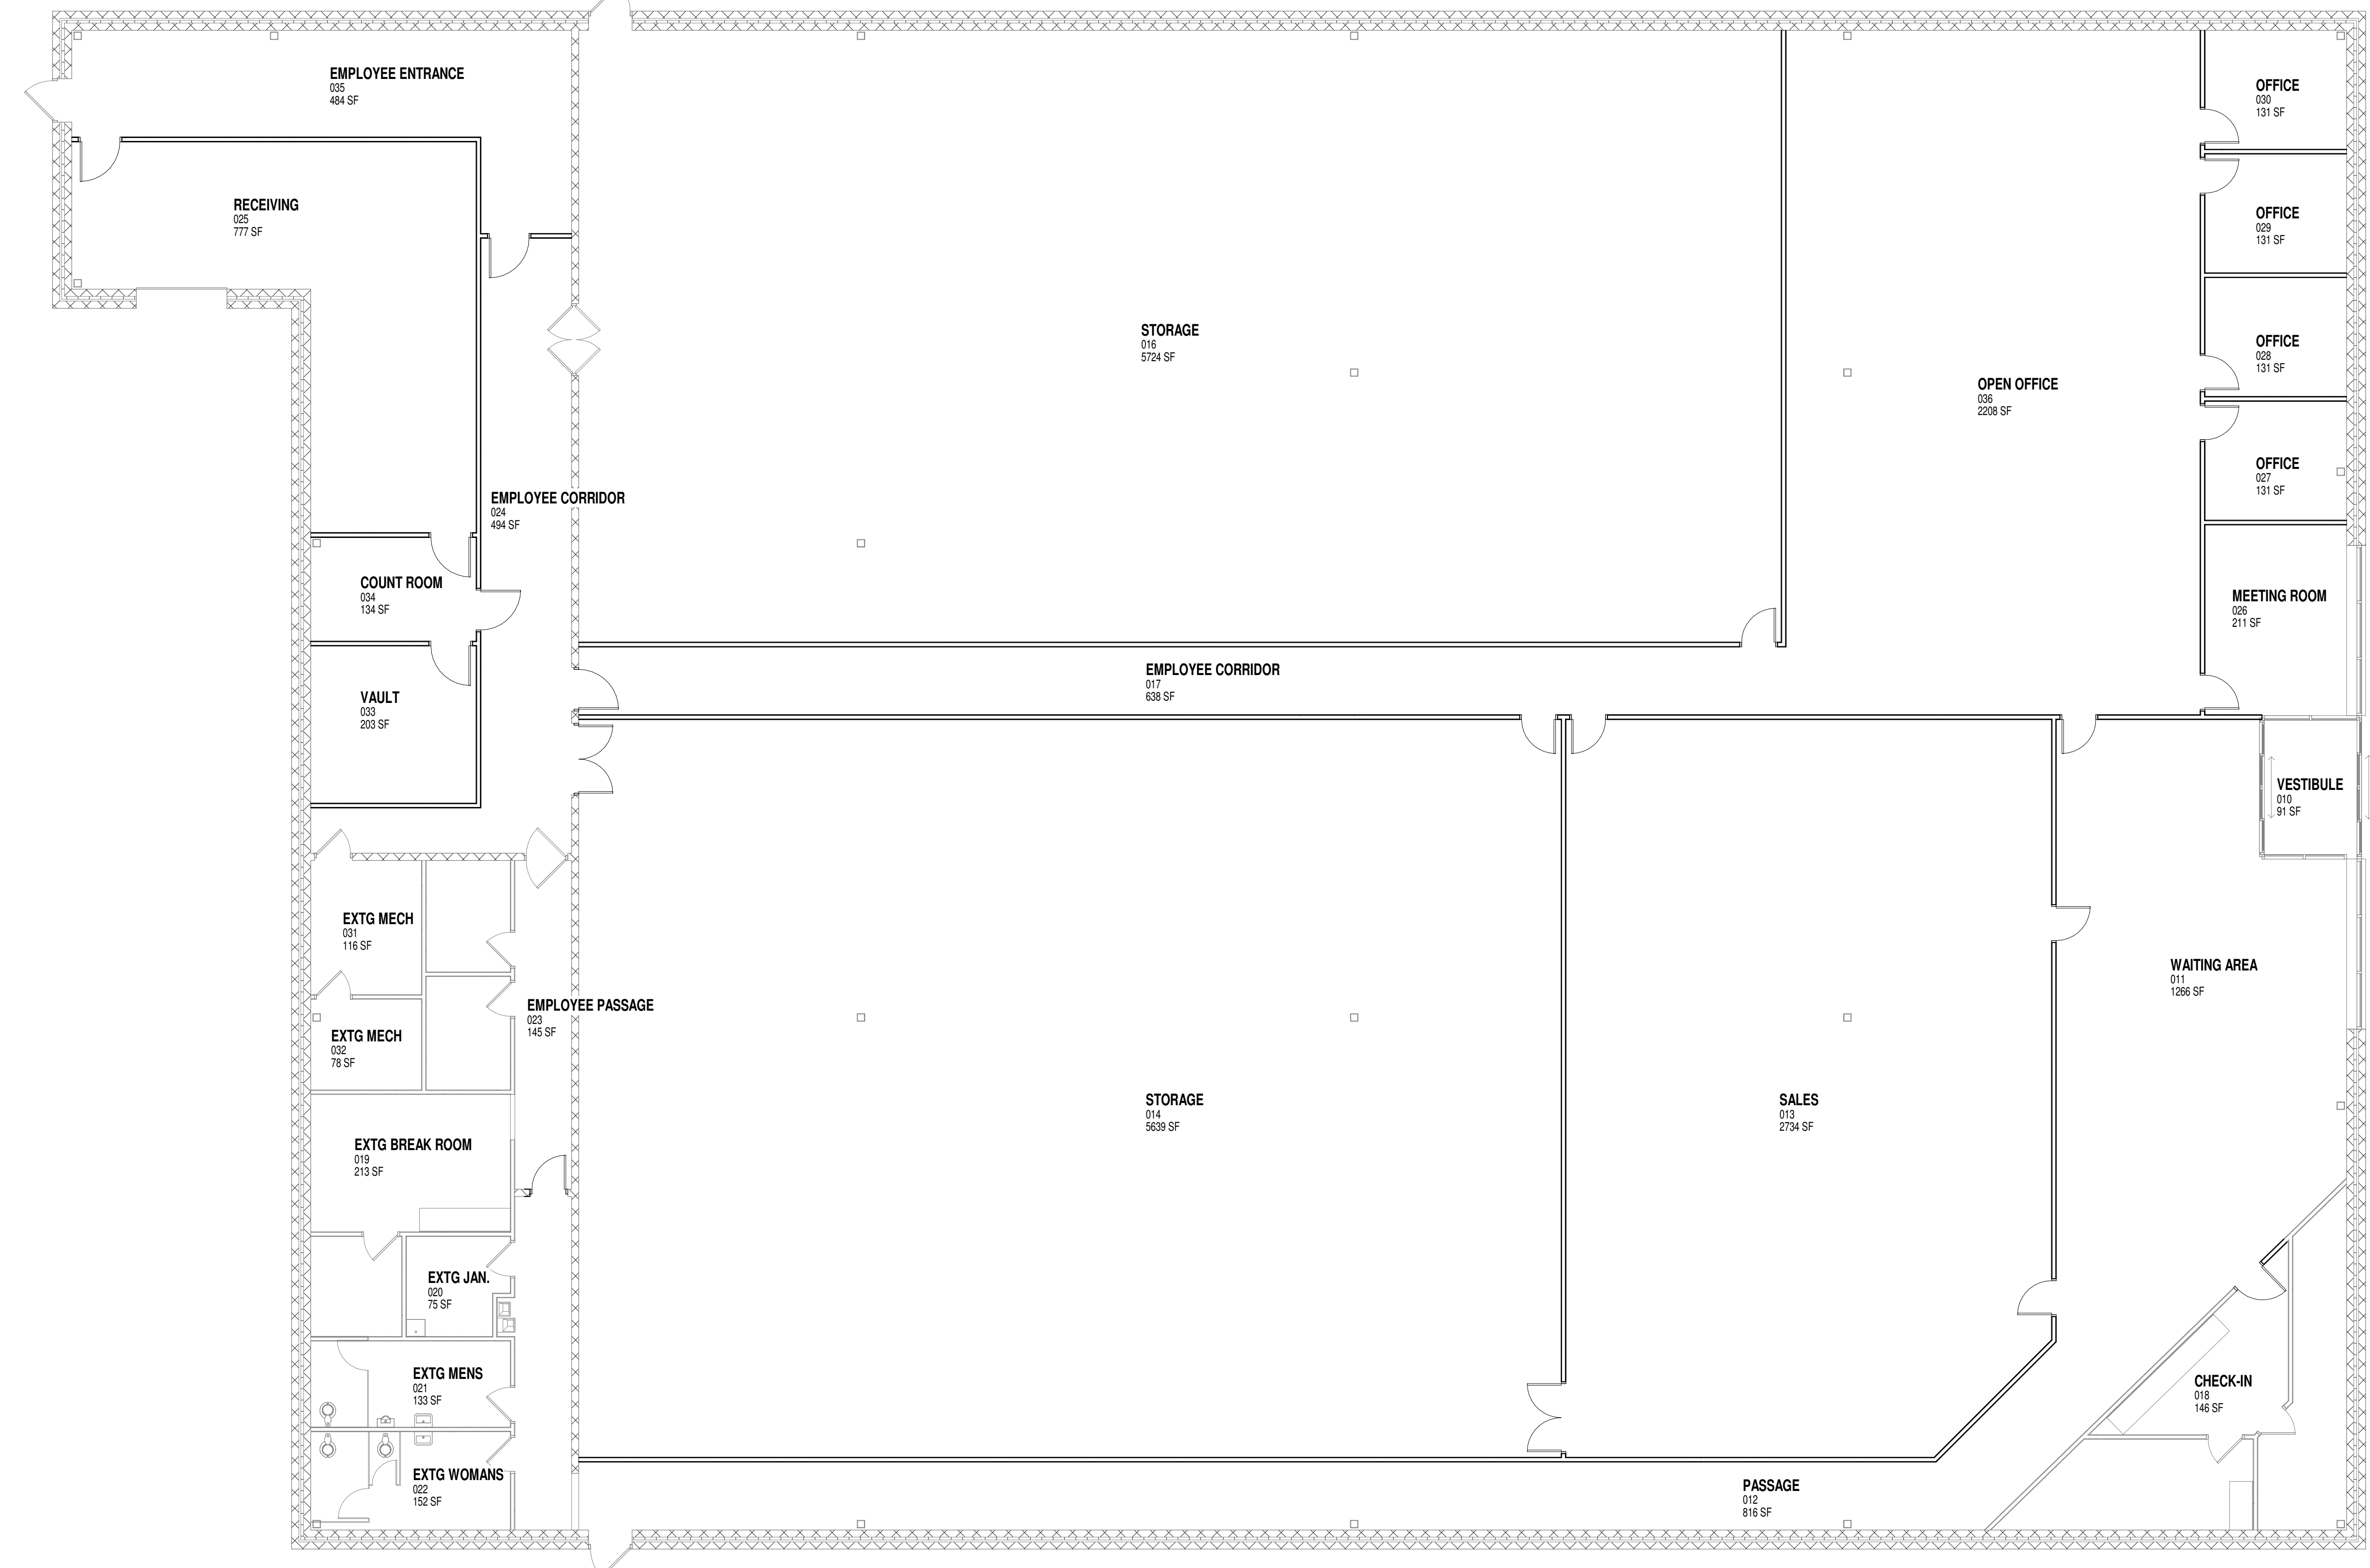 EMPLOYEE ENTRANCE
035
484 SF
OFFICE
030
131 SF
RECEIVING
025
777 SF
OFFICE
029
131 SF
STORAGE
016
5724 SF
OFFICE
028
131 SF
OPEN OFFICE
036
2208 SF
OFFICE
027
131 SF
EMPLOYEE CORRIDOR
024
494 SF
COUNT ROOM
034
134 SF
MEETING ROOM
026
211 SF
EMPLOYEE CORRIDOR
017
638 SF
VAULT
033
203 SF
VESTIBULE
010
91 SF
EXTG MECH
031
116 SF
WAITING AREA
011
1266 SF
EMPLOYEE PASSAGE
023
145 SF
EXTG MECH
032
78 SF
STORAGE
014
5639 SF
SALES
013
2734 SF
EXTG BREAK ROOM
019
213 SF
EXTG JAN.
020
75 SF
EXTG MENS
021
133 SF
CHECK-IN
018
146 SF
EXTG WOMANS
022
152 SF
PASSAGE
012
816 SF